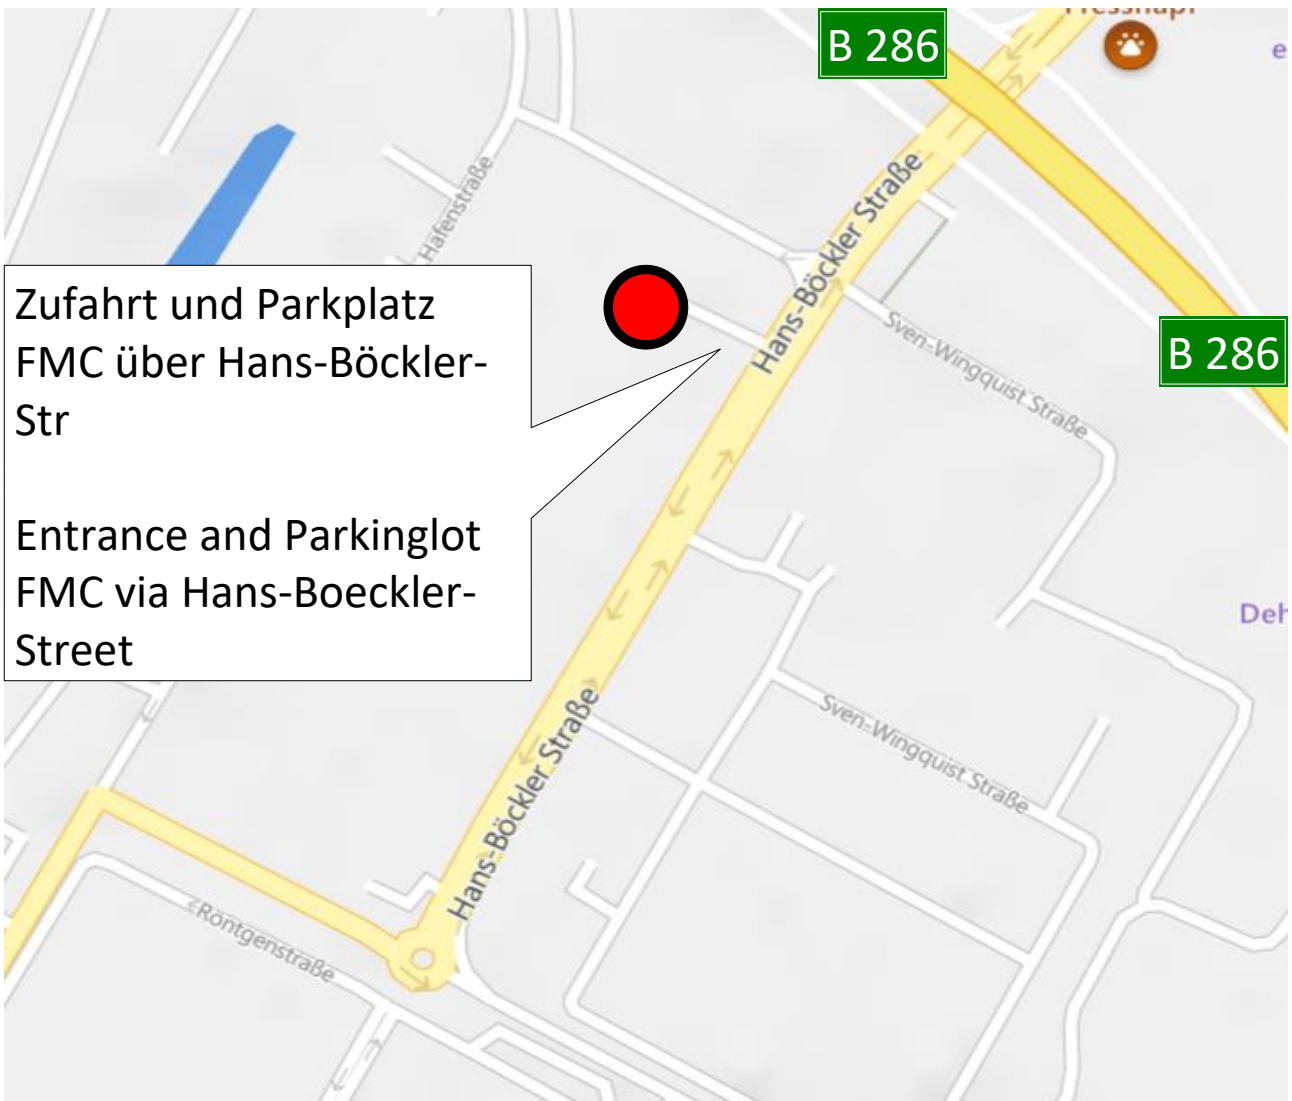 Fressnapf
B 286
e
Hafenstraße
Hans-Böckler Straße
Zufahrt und Parkplatz
FMC über Hans-Böckler-
Str
Entrance and Parkinglot
FMC via Hans-Boeckler-
Street
Sven-Wingquist Straße
B 286
Deh
Hans-Böckler Straße
Sven-Wingquist Straße
Röntgenstraße